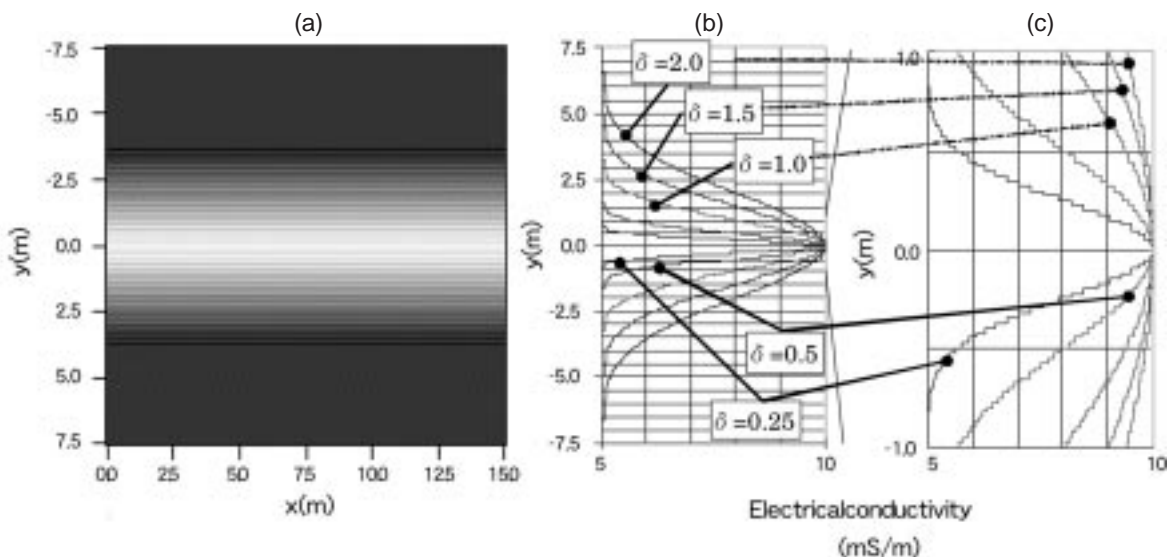 (a)
(b)
(c)
-7.5
-5.0
-2.5
0.0
2.5
5.0
7.5
y(m)
00
25
50
75
100
125
150
x(m)
7.5
5.0
2.5
0.0
-2.5
-5.0
-7.5
y(m)
5
10
δ=2.0
δ=1.5
δ=1.0
δ=0.5
δ=0.25
1.0
0.0
-1.0
y(m)
5
10
Electricalconductivity
(mS/m)